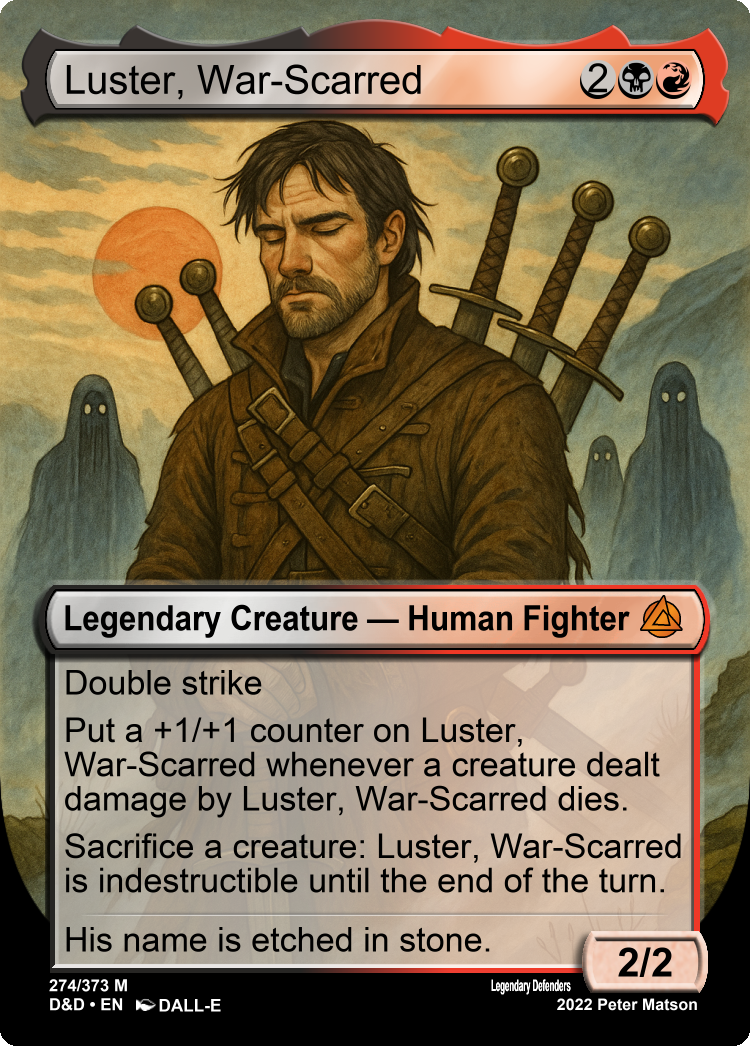 Luster, War-Scarred 2
Legendary Creature — Human Fighter
Double strike
Put a +1/+1 counter on Luster,
War-Scarred whenever a creature dealt
damage by Luster, War-Scarred dies.
Sacrifice a creature: Luster, War-Scarred
is indestructible until the end of the turn.
His name is etched in stone.
2/2
274/373 M
Legendary Defenders
D&D • EN DALL-E
2022 Peter Matson